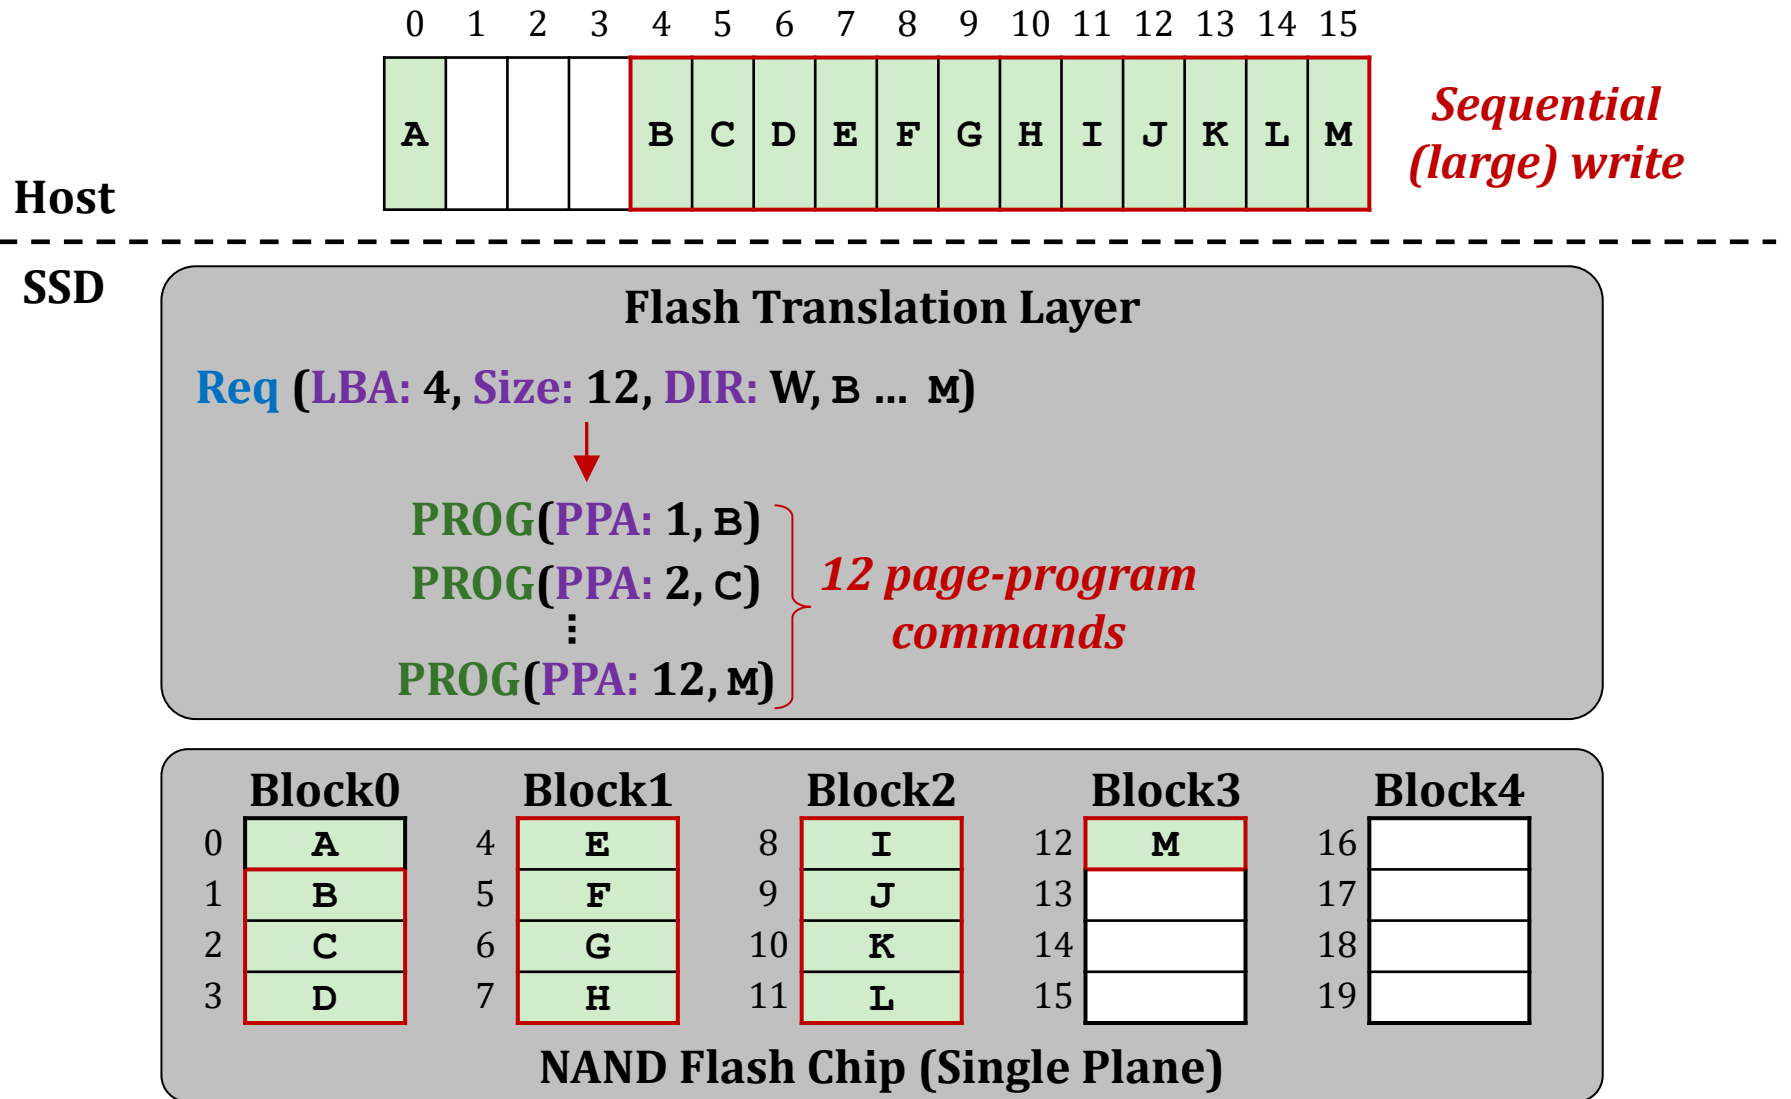 0 1 2 3 4 5 6 7 8 9 10 11 12 13 14 15
A B C D E F G H I J K L M
Sequential
(large) write
Host
SSD
Flash Translation Layer
Req (LBA: 4, Size: 12, DIR: W, B ... M)
PROG(PPA: 1, B)
PROG(PPA: 2, C)
⋮
PROG(PPA: 12, M)
12 page-program
commands
Block0 Block1 Block2 Block3 Block4
0 A 4 E 8 I 12 M 16
1 B 5 F 9 J 13 17
2 C 6 G 10 K 14 18
3 D 7 H 11 L 15 19
NAND Flash Chip (Single Plane)